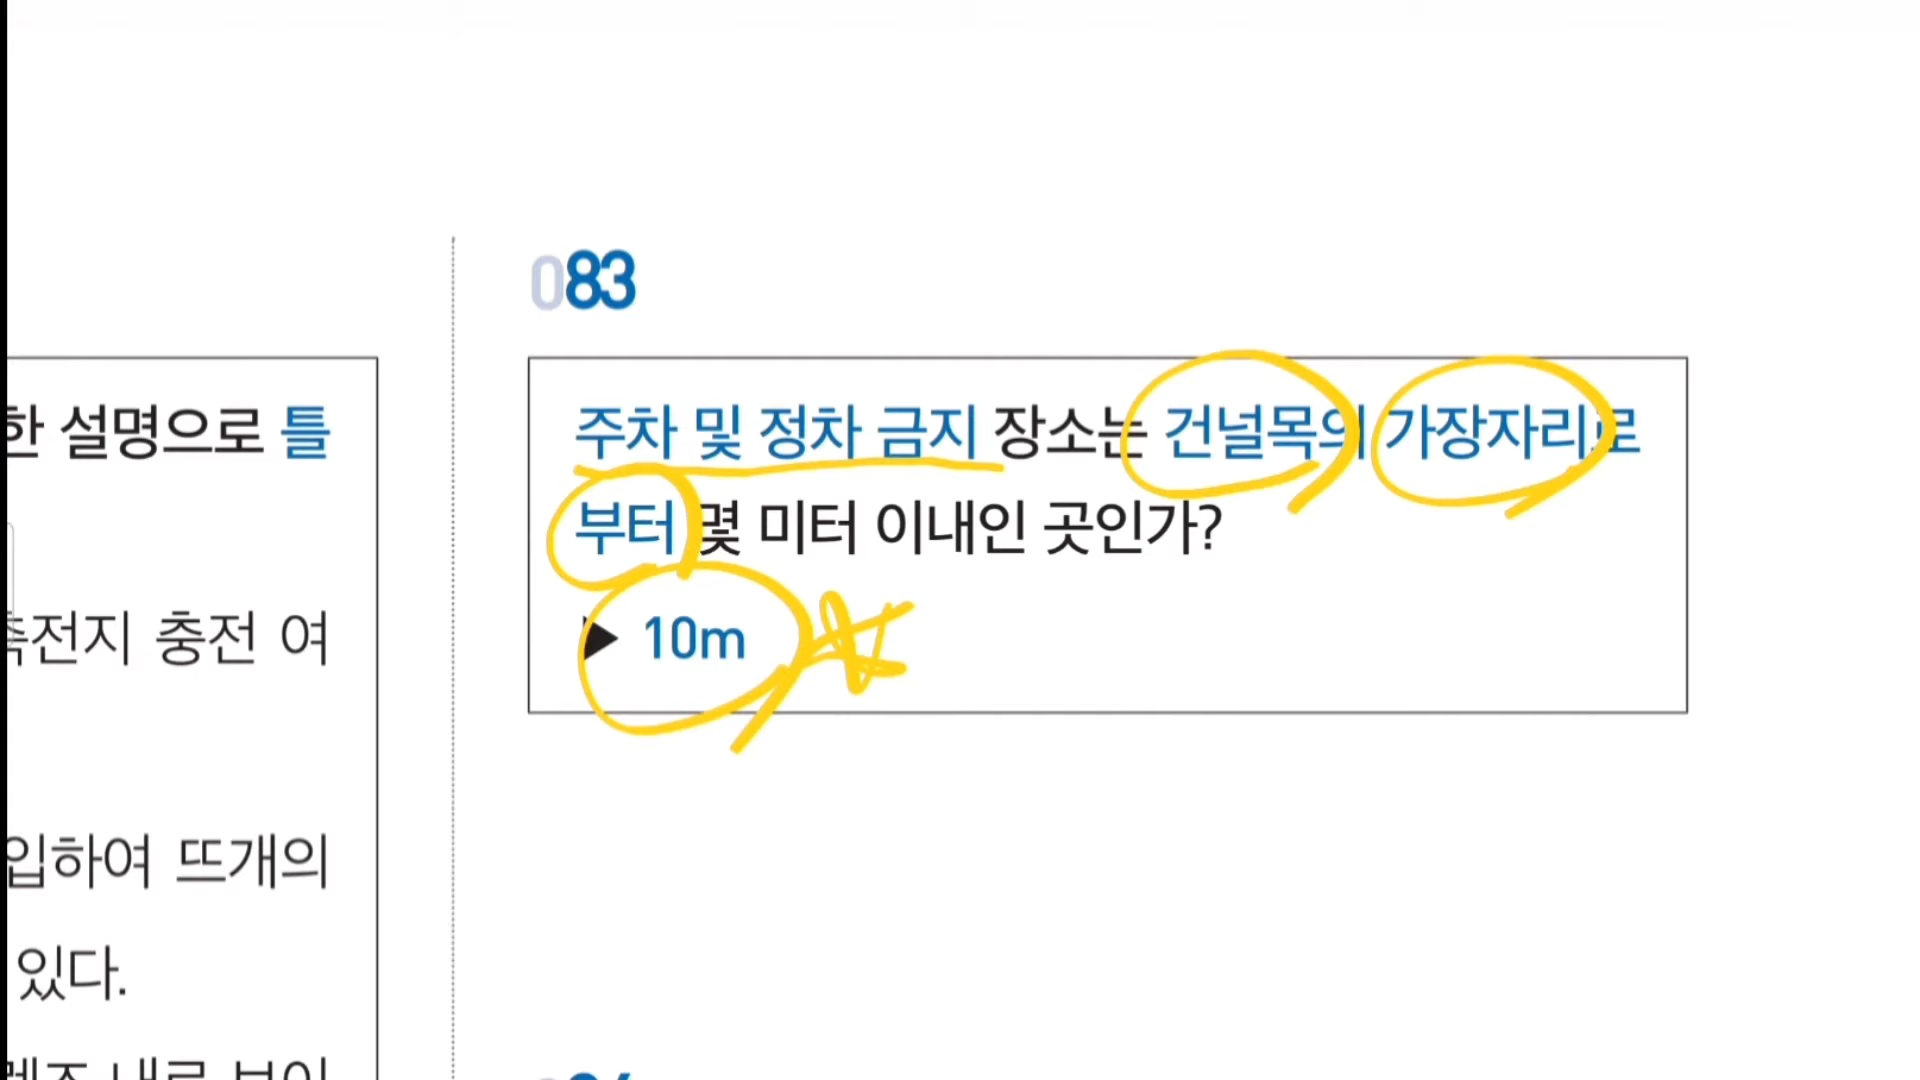 한 설명으로 틀
축전지 충전 여
입하여 뜨개의
있다.
083
주차 및 정차 금지 장소는 건널목의 가장자리로
부터 몇 미터 이내인 곳인가?
▶ 10m